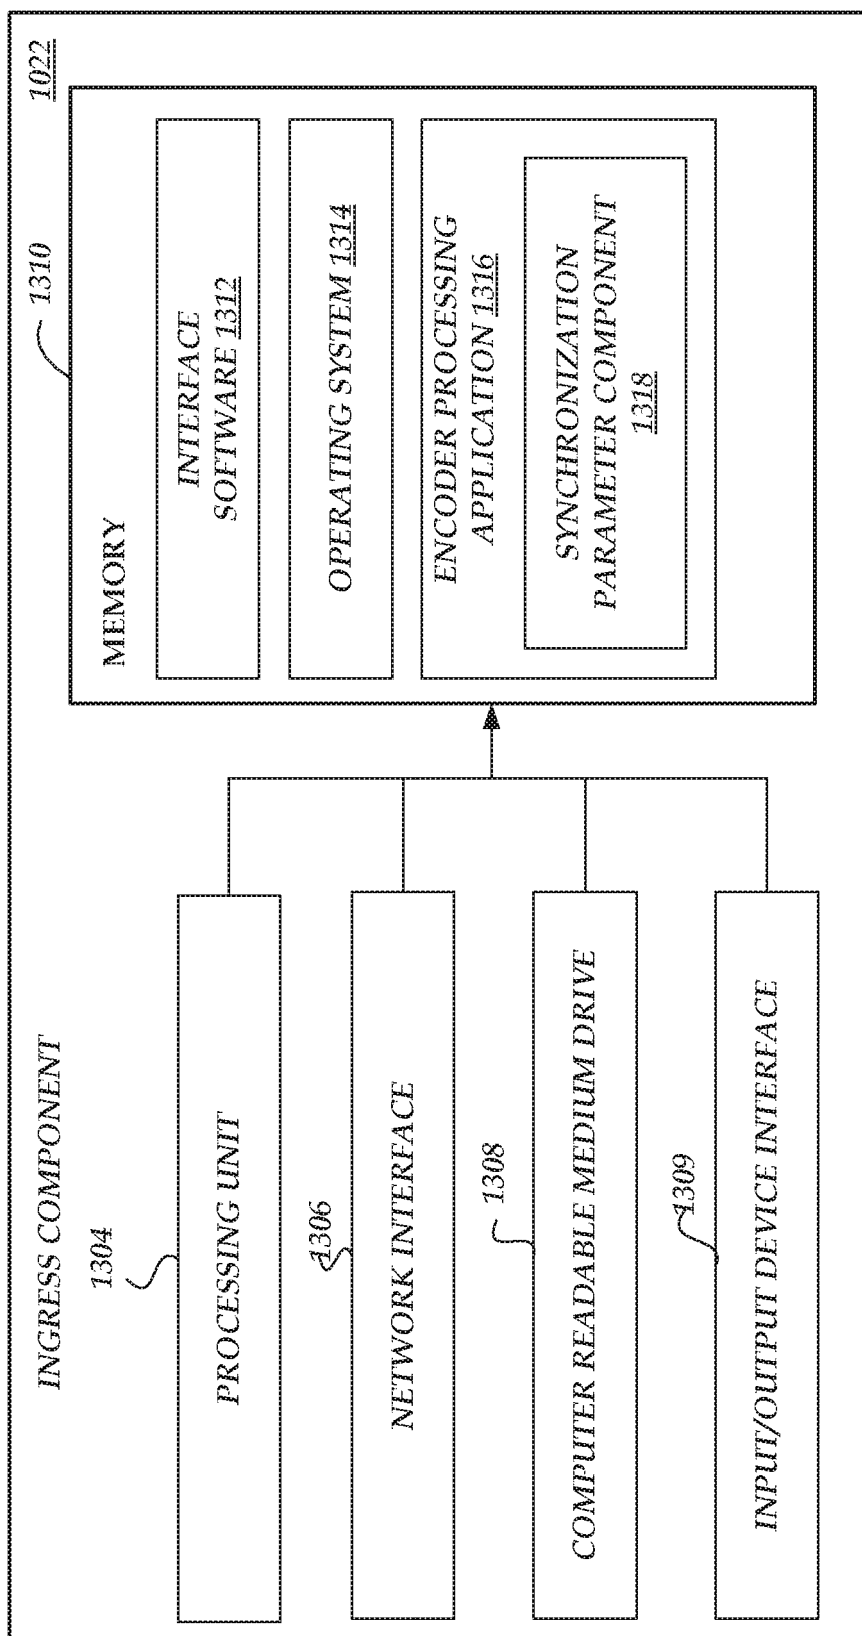 INGRESS COMPONENT
1022
1304
PROCESSING UNIT
1306
NETWORK INTERFACE
1308
COMPUTER READABLE MEDIUM DRIVE
1309
INPUT/OUTPUT DEVICE INTERFACE
1310
MEMORY
INTERFACE
SOFTWARE 1312
OPERATING SYSTEM 1314
ENCODER PROCESSING
APPLICATION 1316
SYNCHRONIZATION
PARAMETER COMPONENT
1318